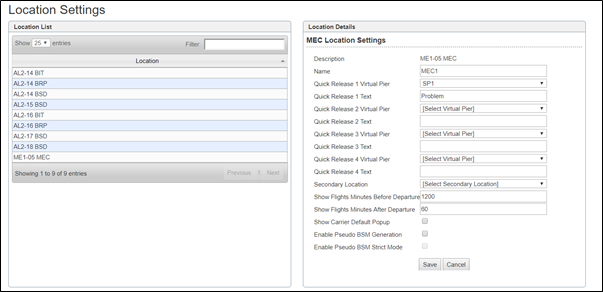 Location Settings
Location List
Show 25 entries
Filter
Location
AL2-14 BIT
AL2-14 BRP
AL2-14 BSD
AL2-15 BSD
AL2-16 BIT
AL2-16 BRP
AL2-17 BSD
AL2-18 BSD
ME1-05 MEC
Showing 1 to 9 of 9 entries
Previous 1 Next
Location Details
MEC Location Settings
Description ME1-05 MEC
Name MEC1
Quick Release 1 Virtual Pier SP1
Quick Release 1 Text Problem
Quick Release 2 Virtual Pier [Select Virtual Pier]
Quick Release 2 Text
Quick Release 3 Virtual Pier [Select Virtual Pier]
Quick Release 3 Text
Quick Release 4 Virtual Pier [Select Virtual Pier]
Quick Release 4 Text
Secondary Location [Select Secondary Location]
Show Flights Minutes Before Departure 1200
Show Flights Minutes After Departure 60
Show Carrier Default Popup
Enable Pseudo BSM Generation
Enable Pseudo BSM Strict Mode
Save Cancel